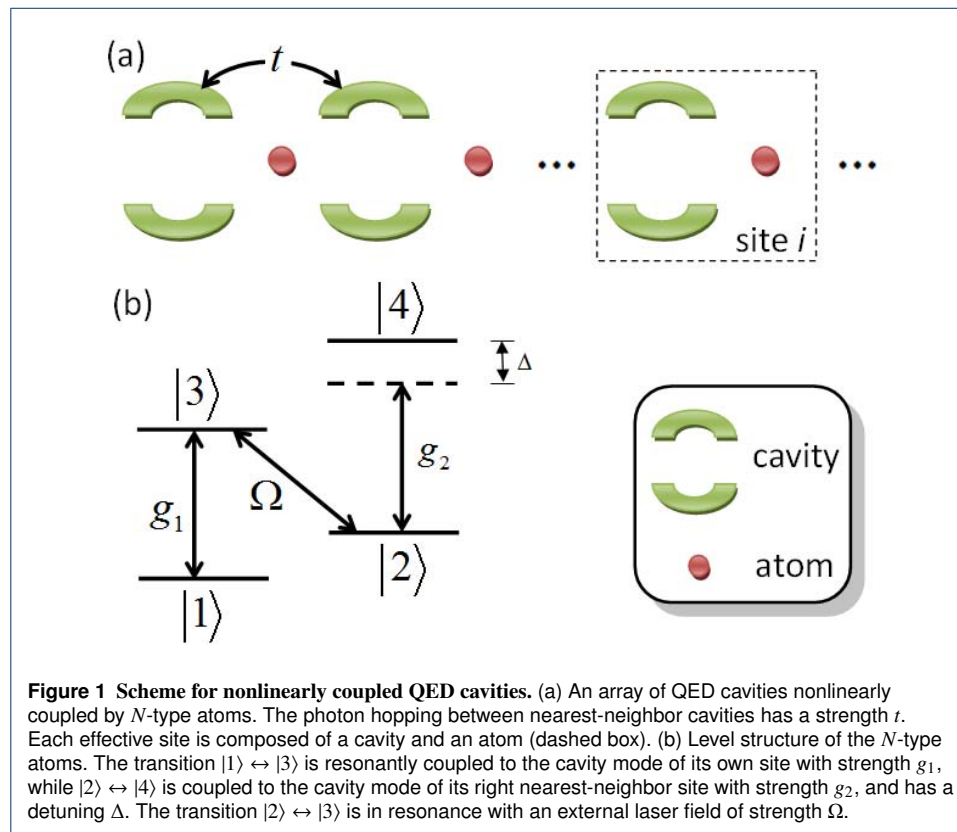 (a)
t
... ...
site i
(b)
|4⟩
Δ
|3⟩
g₂
g₁ Ω
|2⟩
|1⟩
cavity
atom
Figure 1 Scheme for nonlinearly coupled QED cavities. (a) An array of QED cavities nonlinearly
coupled by N-type atoms. The photon hopping between nearest-neighbor cavities has a strength t.
Each effective site is composed of a cavity and an atom (dashed box). (b) Level structure of the N-type
atoms. The transition |1⟩ ↔ |3⟩ is resonantly coupled to the cavity mode of its own site with strength g₁,
while |2⟩ ↔ |4⟩ is coupled to the cavity mode of its right nearest-neighbor site with strength g₂, and has a
detuning Δ. The transition |2⟩ ↔ |3⟩ is in resonance with an external laser field of strength Ω.